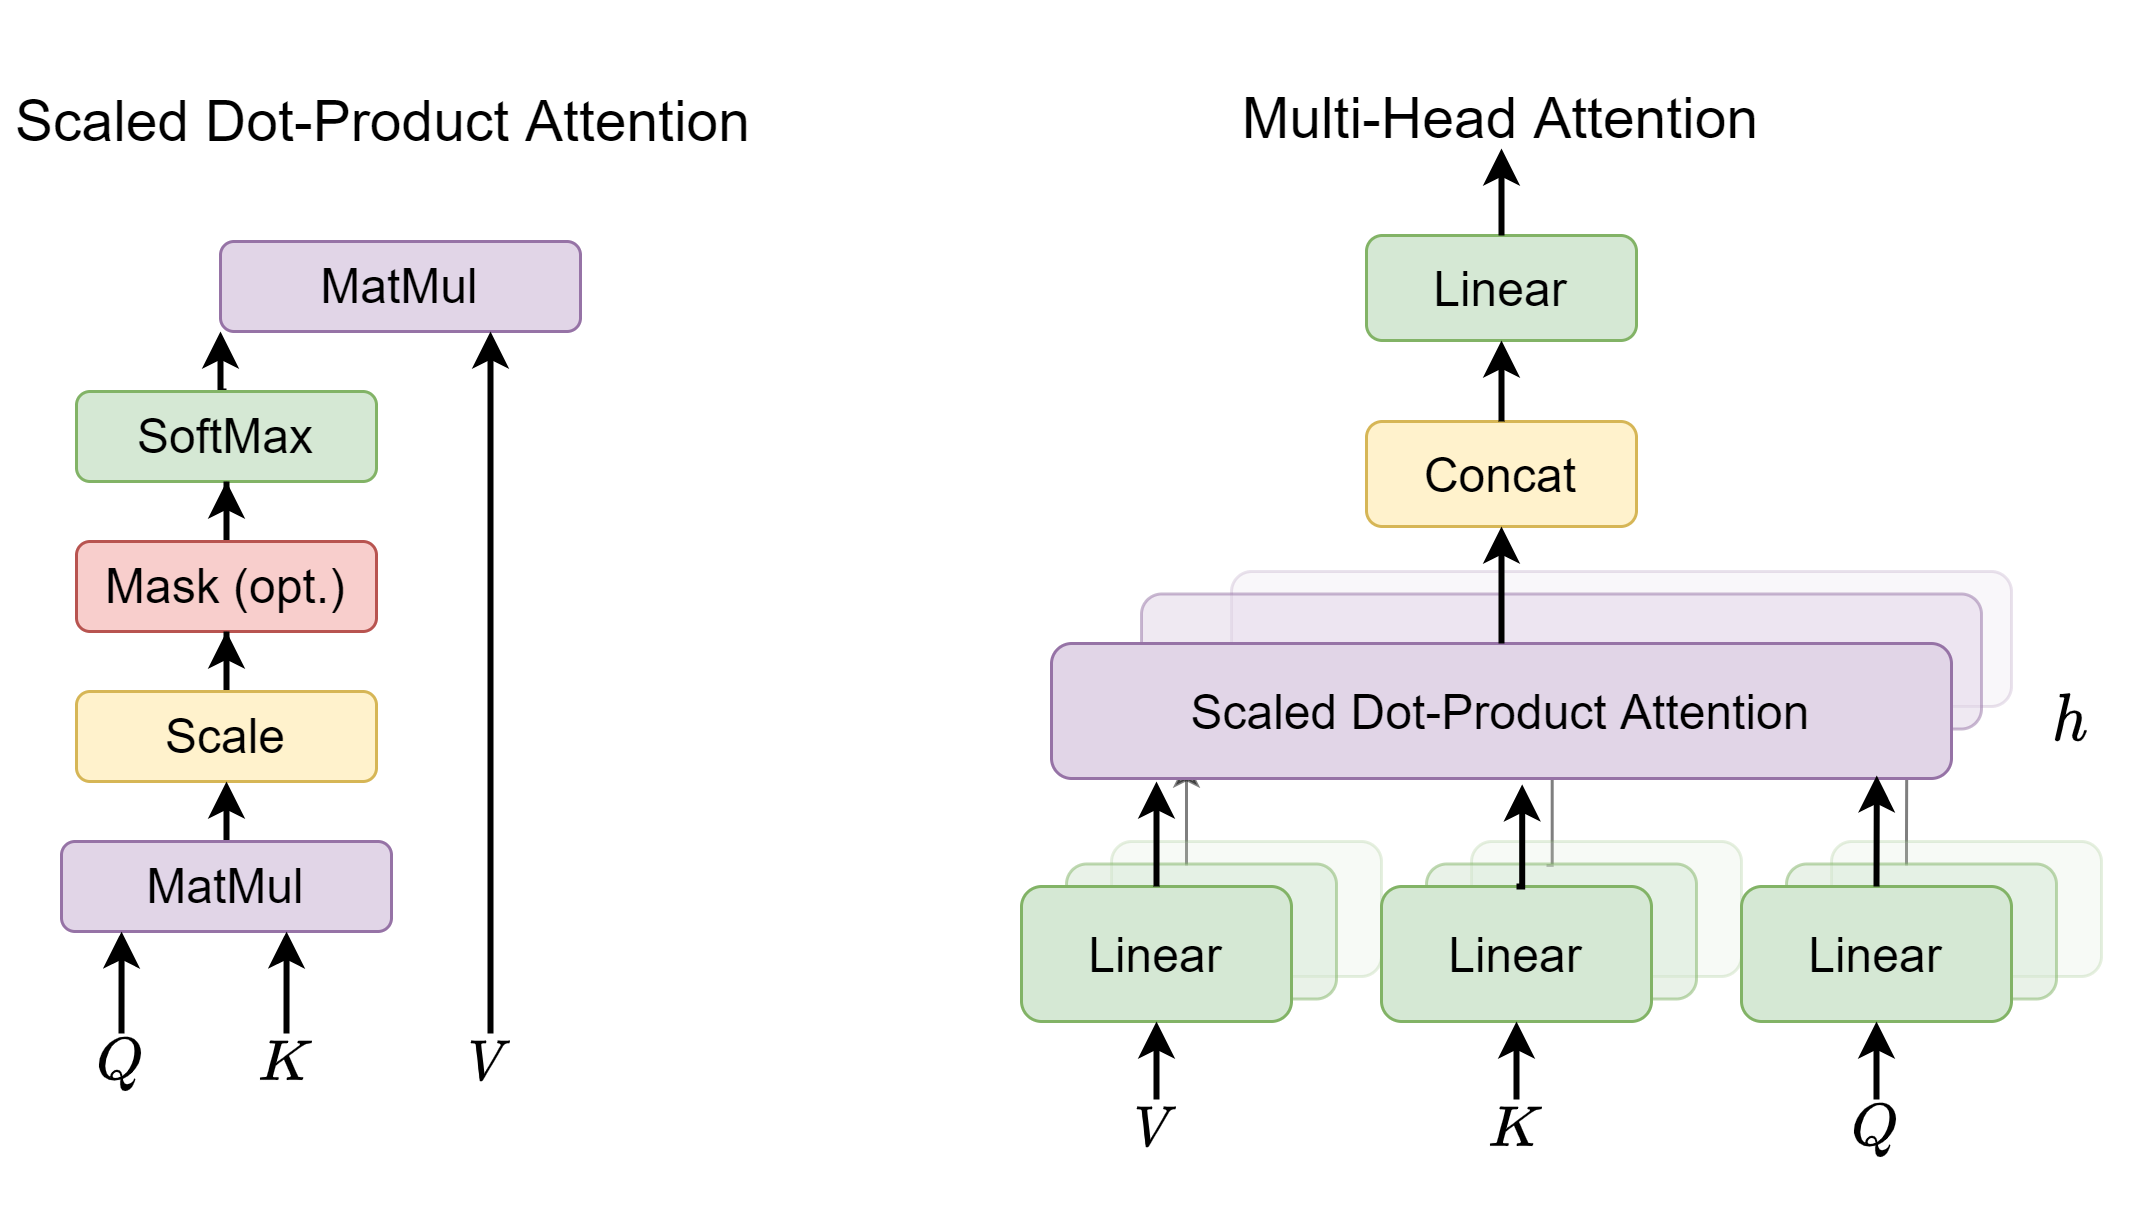 Scaled Dot-Product Attention
MatMul
SoftMax
Mask (opt.)
Scale
MatMul
Q K V
Multi-Head Attention
Linear
Concat
Scaled Dot-Product Attention
h
Linear Linear Linear
V K Q